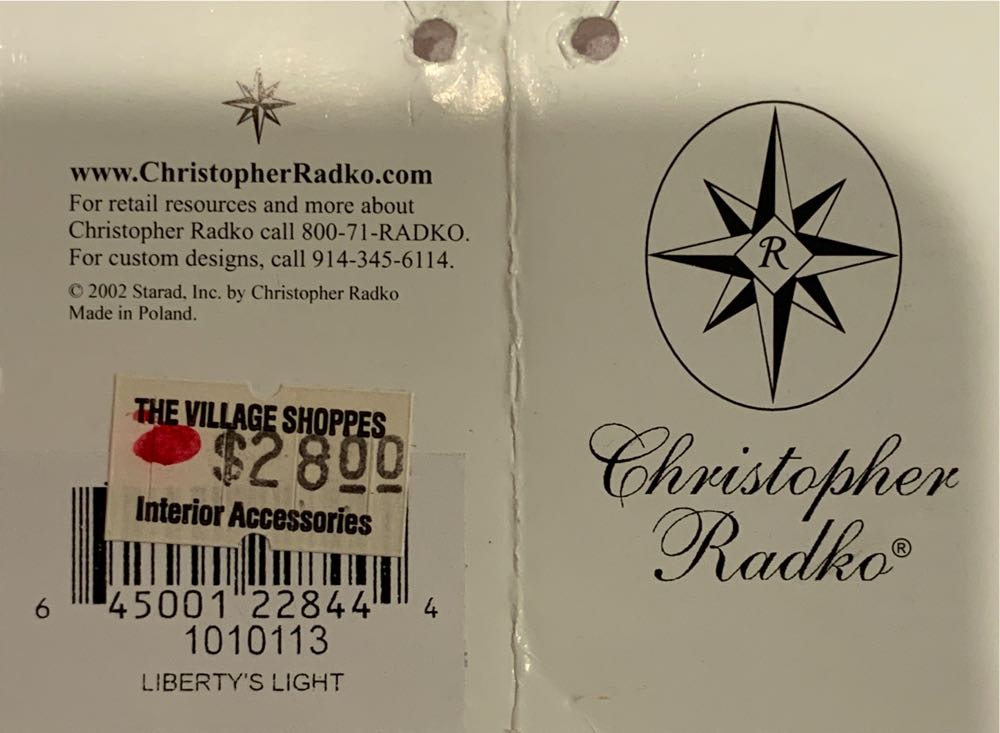 www.ChristopherRadko.com
For retail resources and more about
Christopher Radko call 800-71-RADKO.
For custom designs, call 914-345-6114.
© 2002 Starad, Inc. by Christopher Radko
Made in Poland.
THE VILLAGE SHOPPES
$2800
Interior Accessories
6 45001 22844 4
1010113
LIBERTY'S LIGHT
R
Christopher
Radko®